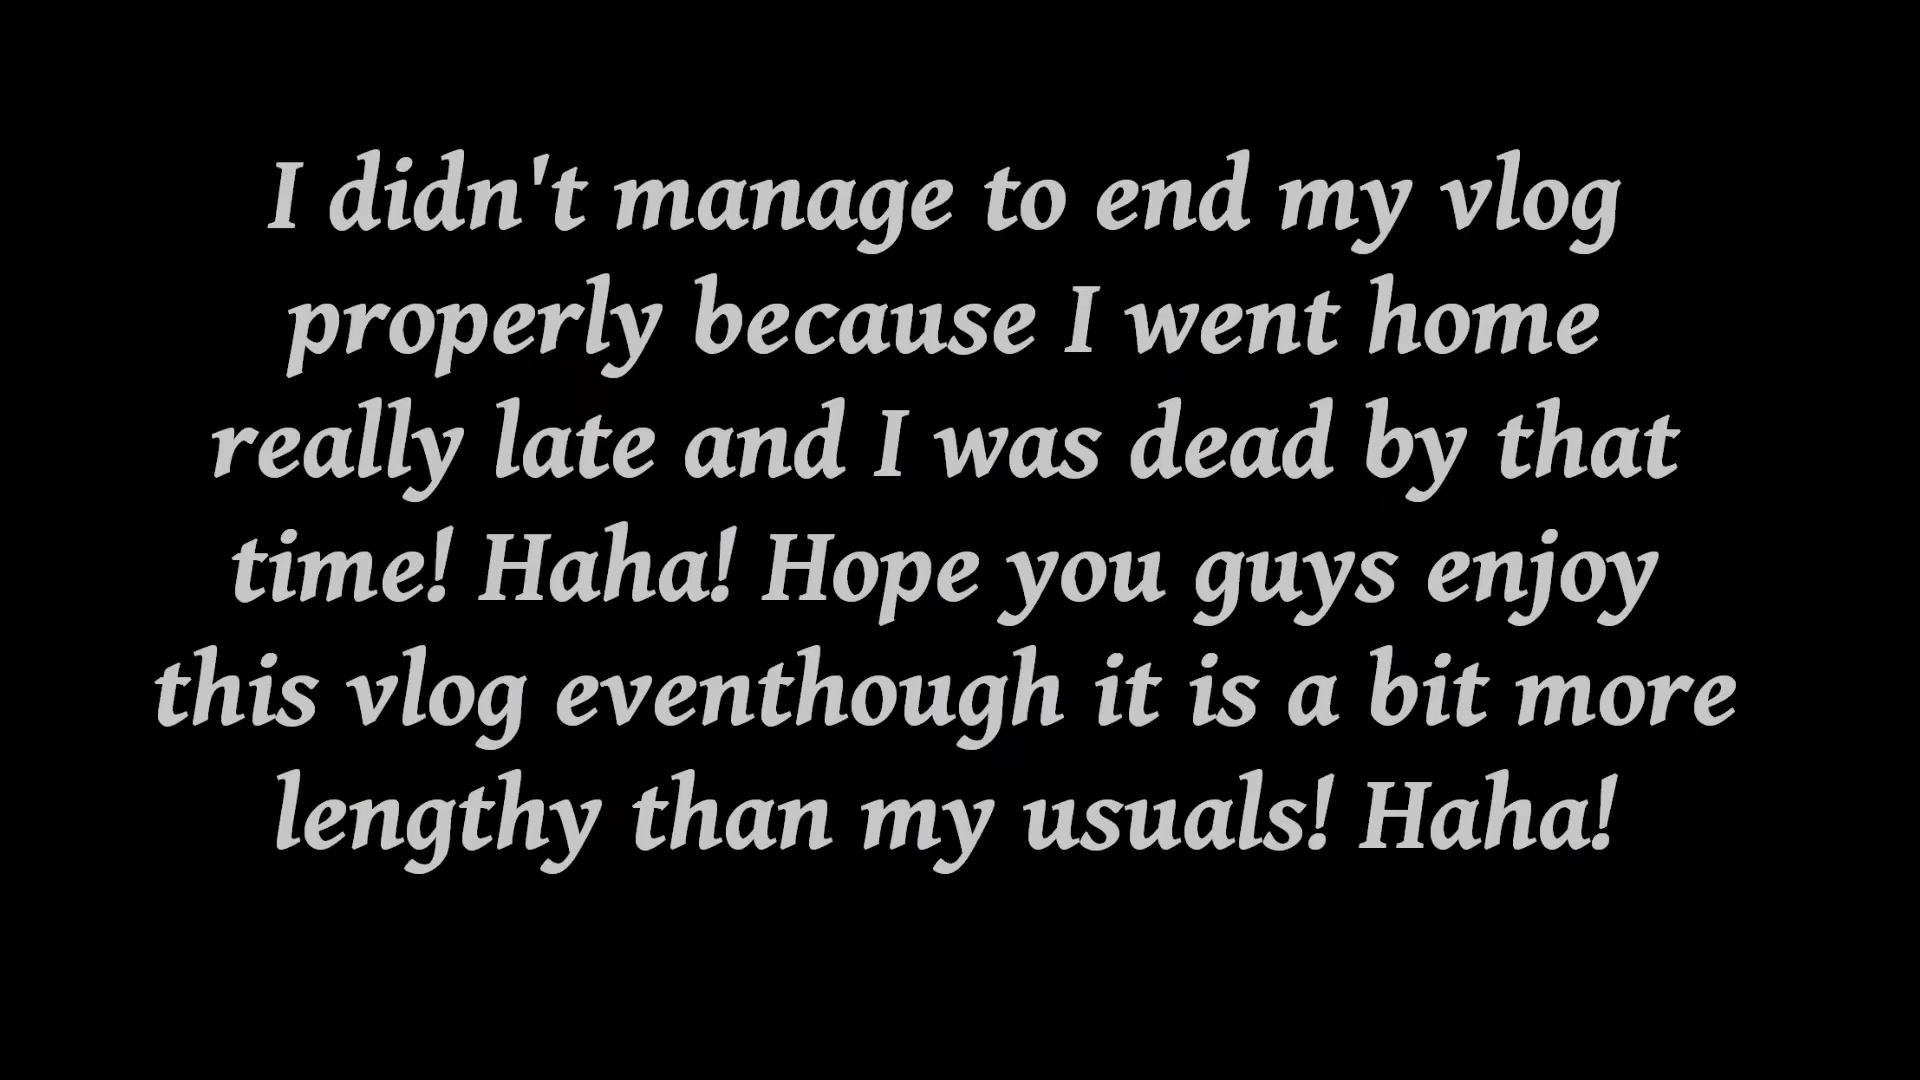 I didn't manage to end my vlog
properly because I went home
really late and I was dead by that
time! Haha! Hope you guys enjoy
this vlog eventhough it is a bit more
lengthy than my usuals! Haha!